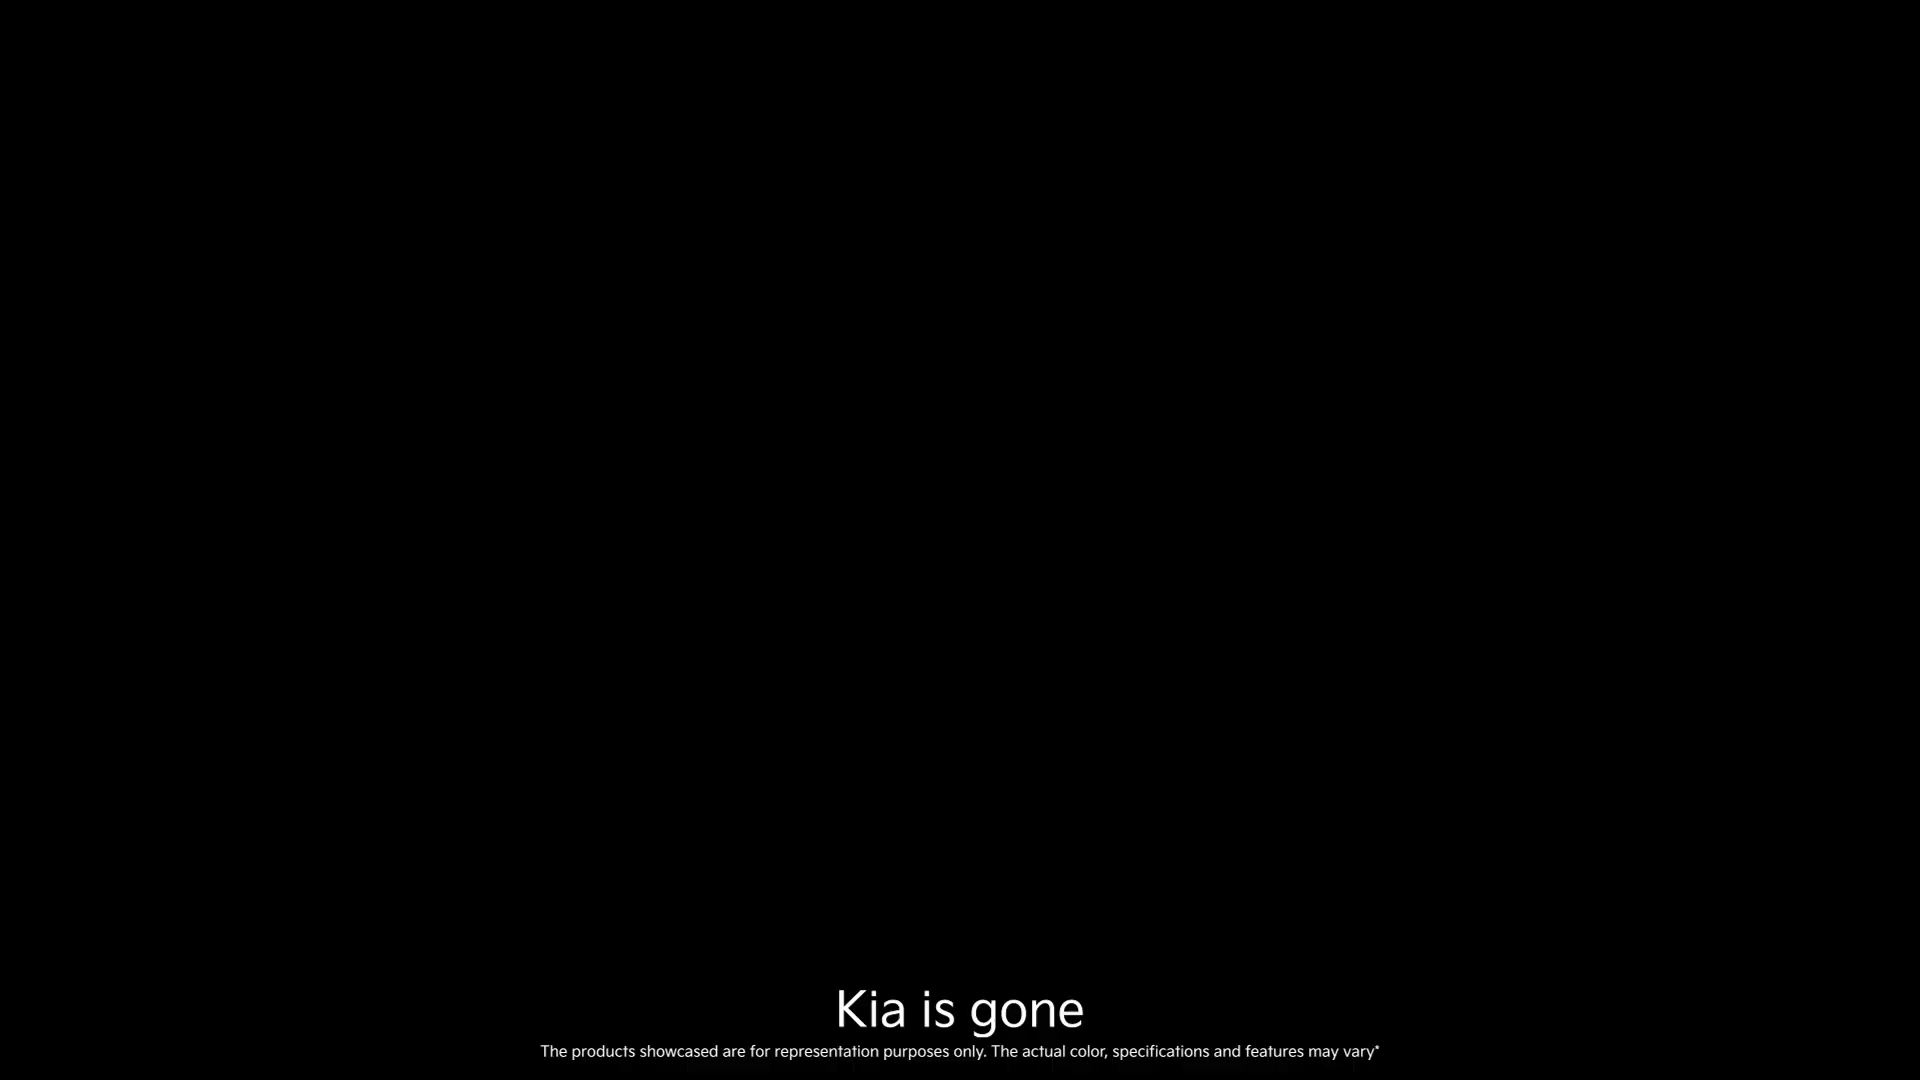 Kia is gone
The products showcased are for representation purposes only. The actual color, specifications and features may vary*